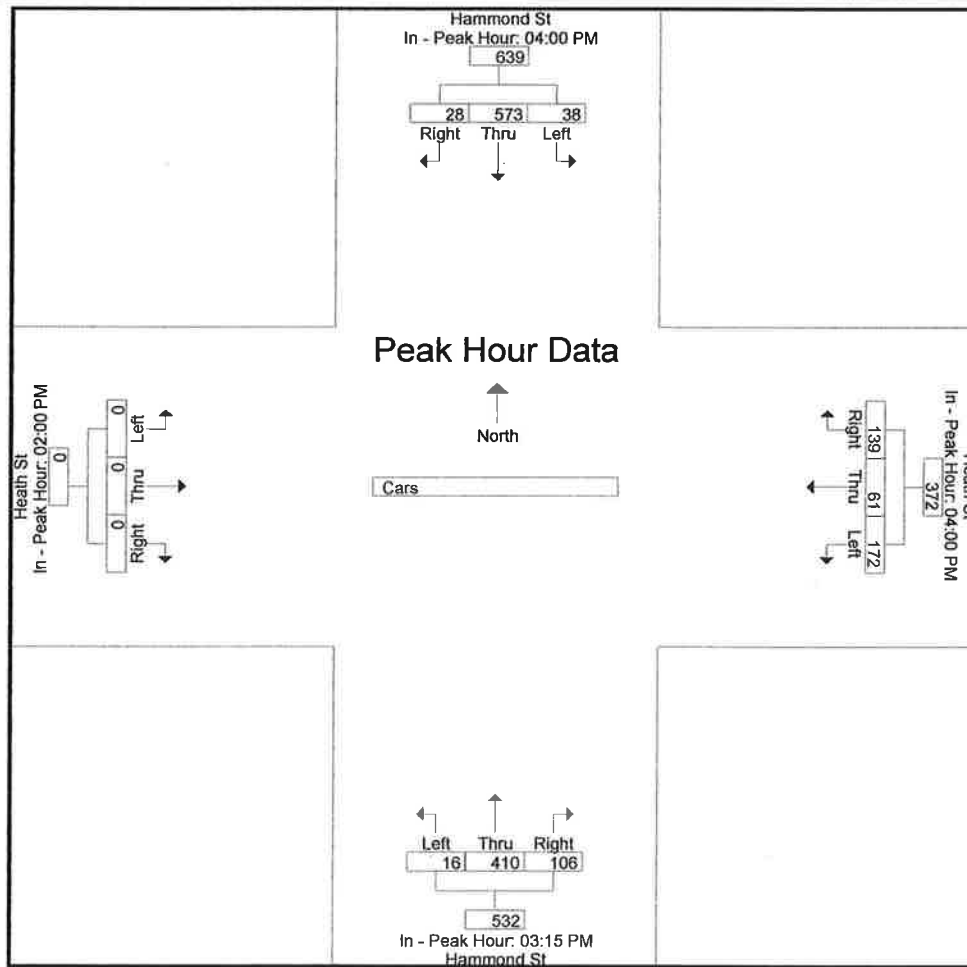 Hammond St
In - Peak Hour: 04:00 PM
639
28 573 38
Right Thru Left
Peak Hour Data
North
Cars
Heath St
In - Peak Hour: 02:00 PM
0
0 0 0
Left Thru Right
Right Thru Left
139 61 172
372
In - Peak Hour: 04:00 PM
Heath St
Left Thru Right
16 410 106
532
In - Peak Hour: 03:15 PM
Hammond St